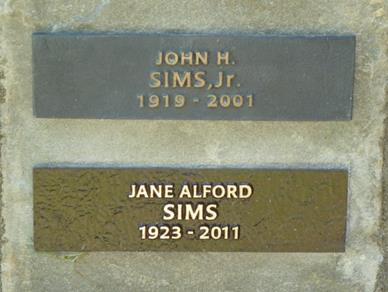 JOHN H.
SIMS,Jr.
1919 - 2001
JANE ALFORD
SIMS
1923 - 2011